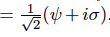 = 1/√2 (ψ + iσ).